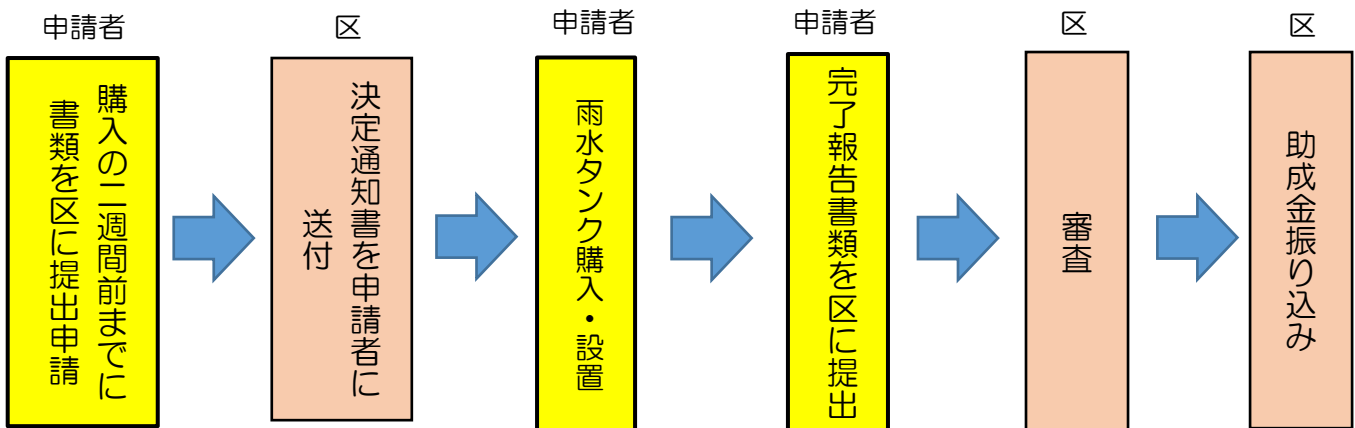 申請者
購入の二週間前までに
書類を区に提出申請
区
決定通知書を申請者に
送付
申請者
雨水タンク購入・設置
申請者
完了報告書類を区に提出
区
審査
区
助成金振り込み